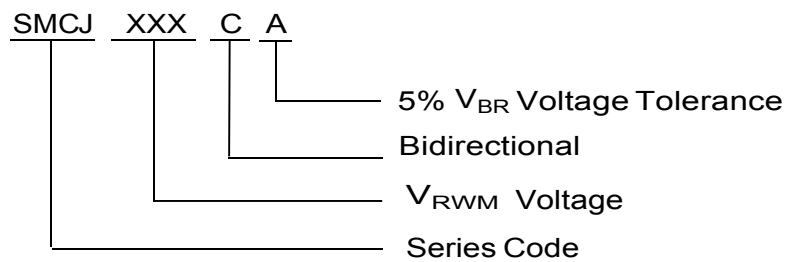 SMCJ XXX C A
5% VBR Voltage Tolerance
Bidirectional
VRWM Voltage
Series Code